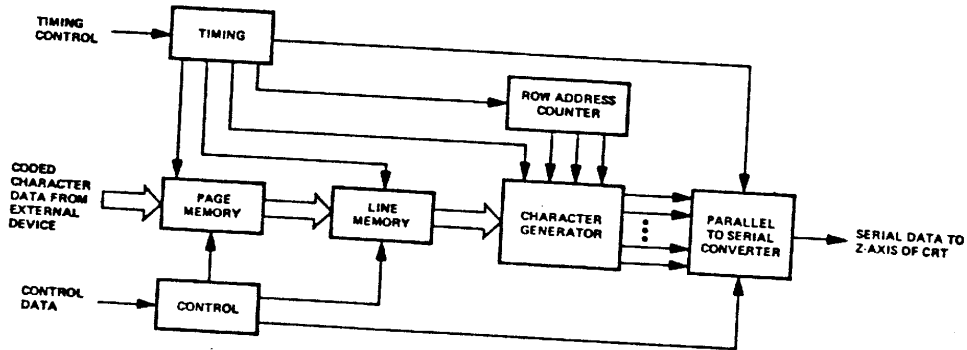 TIMING
CONTROL
TIMING
ROW ADDRESS
COUNTER
CODED
CHARACTER
DATA FROM
EXTERNAL
DEVICE
PAGE
MEMORY
LINE
MEMORY
CHARACTER
GENERATOR
PARALLEL
TO SERIAL
CONVERTER
SERIAL DATA TO
Z-AXIS OF CRT
CONTROL
DATA
CONTROL